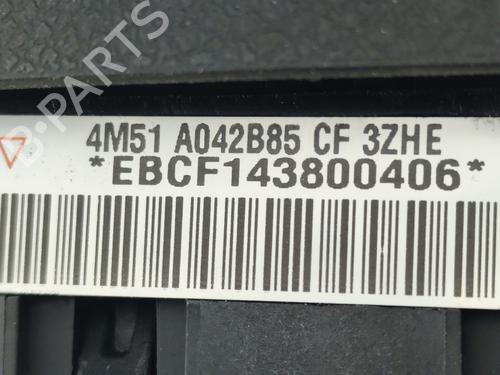 B-PARTS
4M51 A042B85 CF 3ZHE
*EBCF143800406*